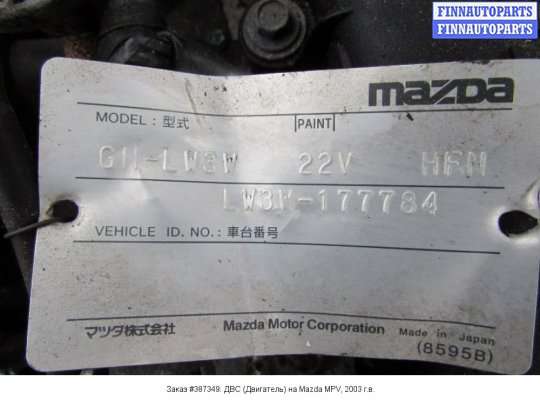 FINNAUTOPARTS
FINNAUTOPARTS
FINNAUTOPARTS
mazda
MODEL : 型式 PAINT
LW3W 22V
LW3W-177784
VEHICLE ID. NO. : 車台番号
マツダ株式会社 Mazda Motor Corporation Made in Japan
(8595B)
Заказ #387349. ДВС (Двигатель) на Mazda MPV, 2003 г.в.